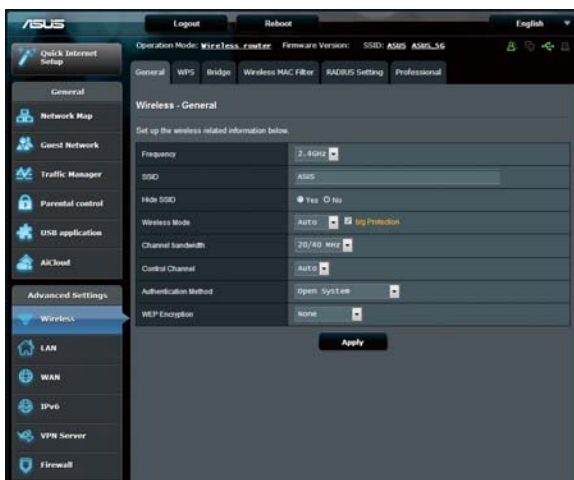 ASUS
Logout
Reboot
English
Quick Internet Setup
Operation Mode: Wireless router Firmware Version: SSID: ASUS ASUS_5G
General WPS Bridge Wireless MAC Filter RADIUS Setting Professional
General
Network Map
Guest Network
Traffic Manager
Parental control
USB application
AiCloud
Advanced Settings
Wireless
LAN
WAN
IPv6
VPN Server
Firewall
Wireless - General
Set up the wireless related information below.
Frequency 2.4GHz
SSID ASUS
Hide SSID Yes No
Wireless Mode Auto b/g Protection
Channel bandwidth 20/40 MHz
Control Channel Auto
Authentication Method Open System
WEP Encryption None
Apply